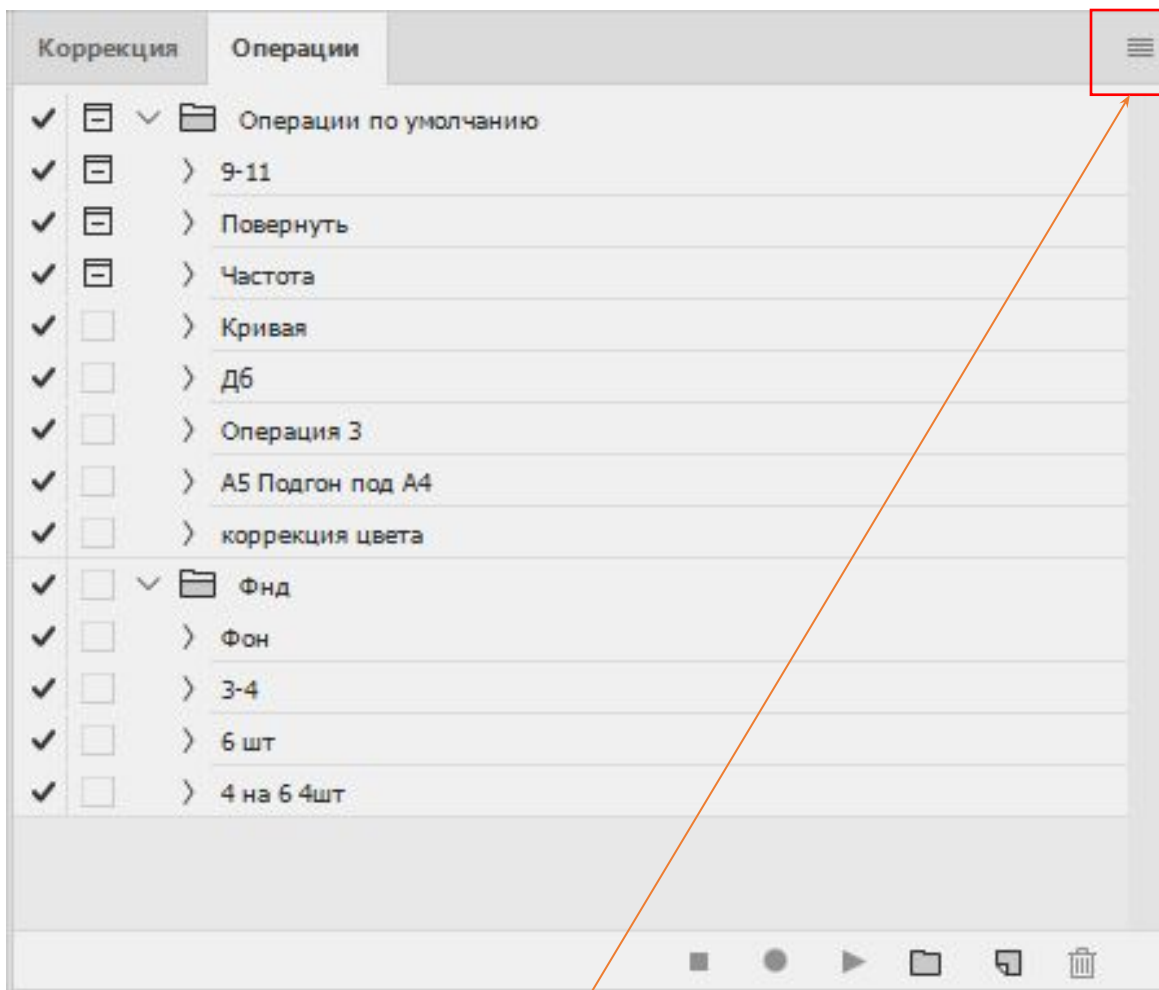 Коррекция Операции
Операции по умолчанию
9-11
Повернуть
Частота
Кривая
Дб
Операция 3
А5 Подгон под А4
коррекция цвета
Фнд
Фон
3-4
6 шт
4 на 6 4шт